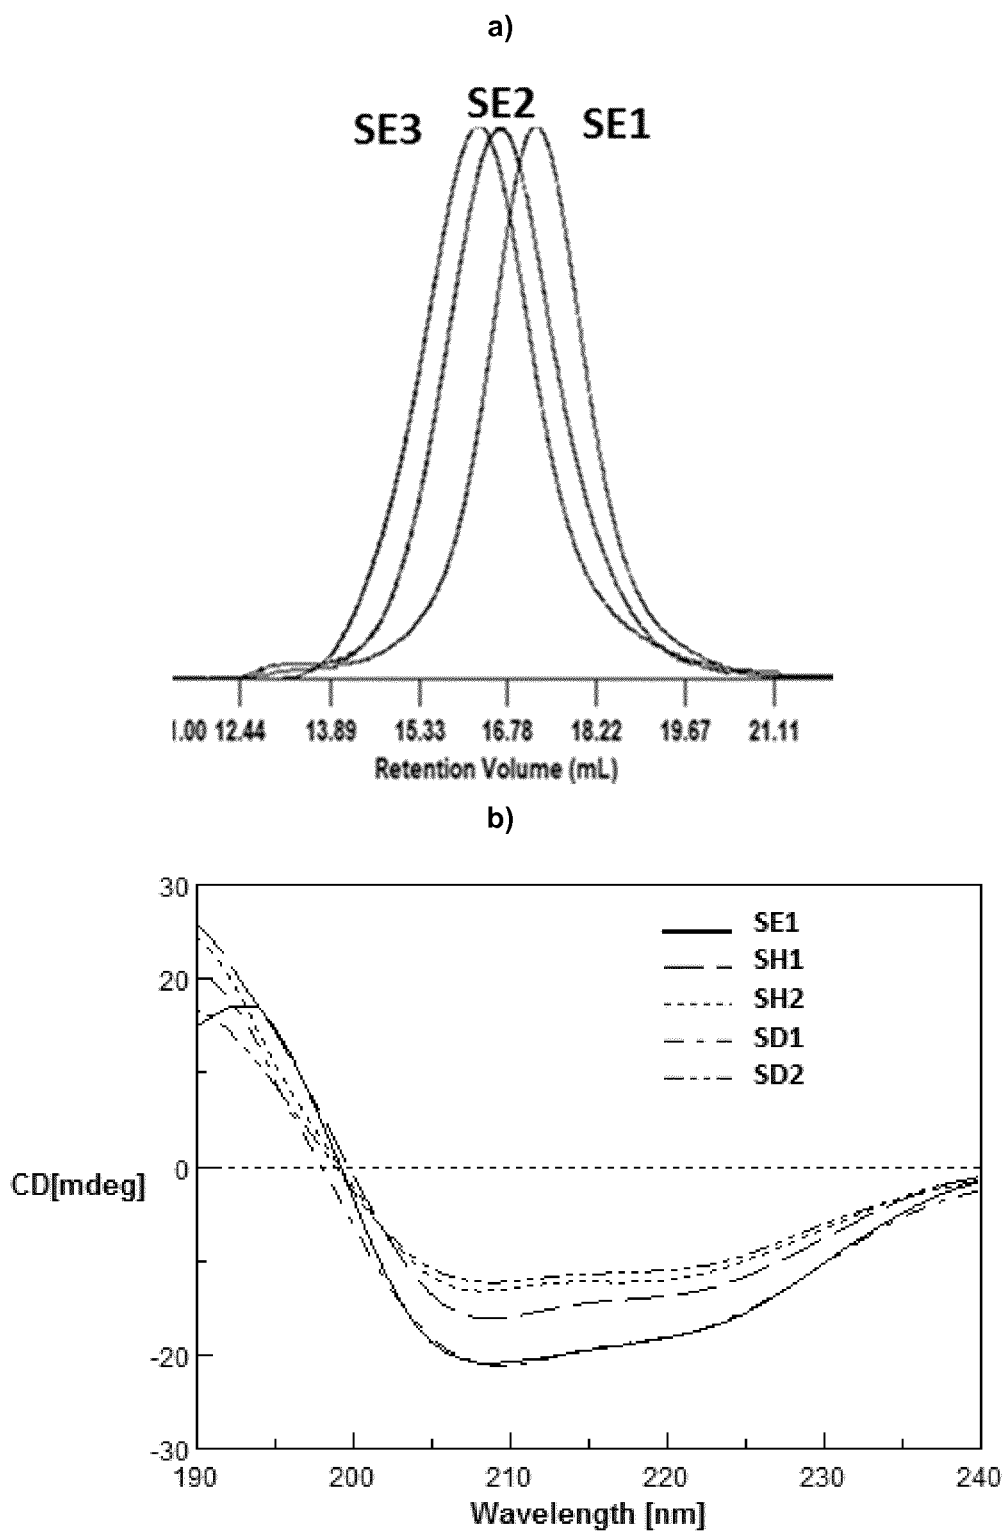 a)
SE3 SE2 SE1
1.00 12.44 13.89 15.33 16.78 18.22 19.67 21.11
Retention Volume (mL)
b)
30
20
0
-20
-30
CD[mdeg]
SE1
SH1
SH2
SD1
SD2
190 200 210 220 230 240
Wavelength [nm]